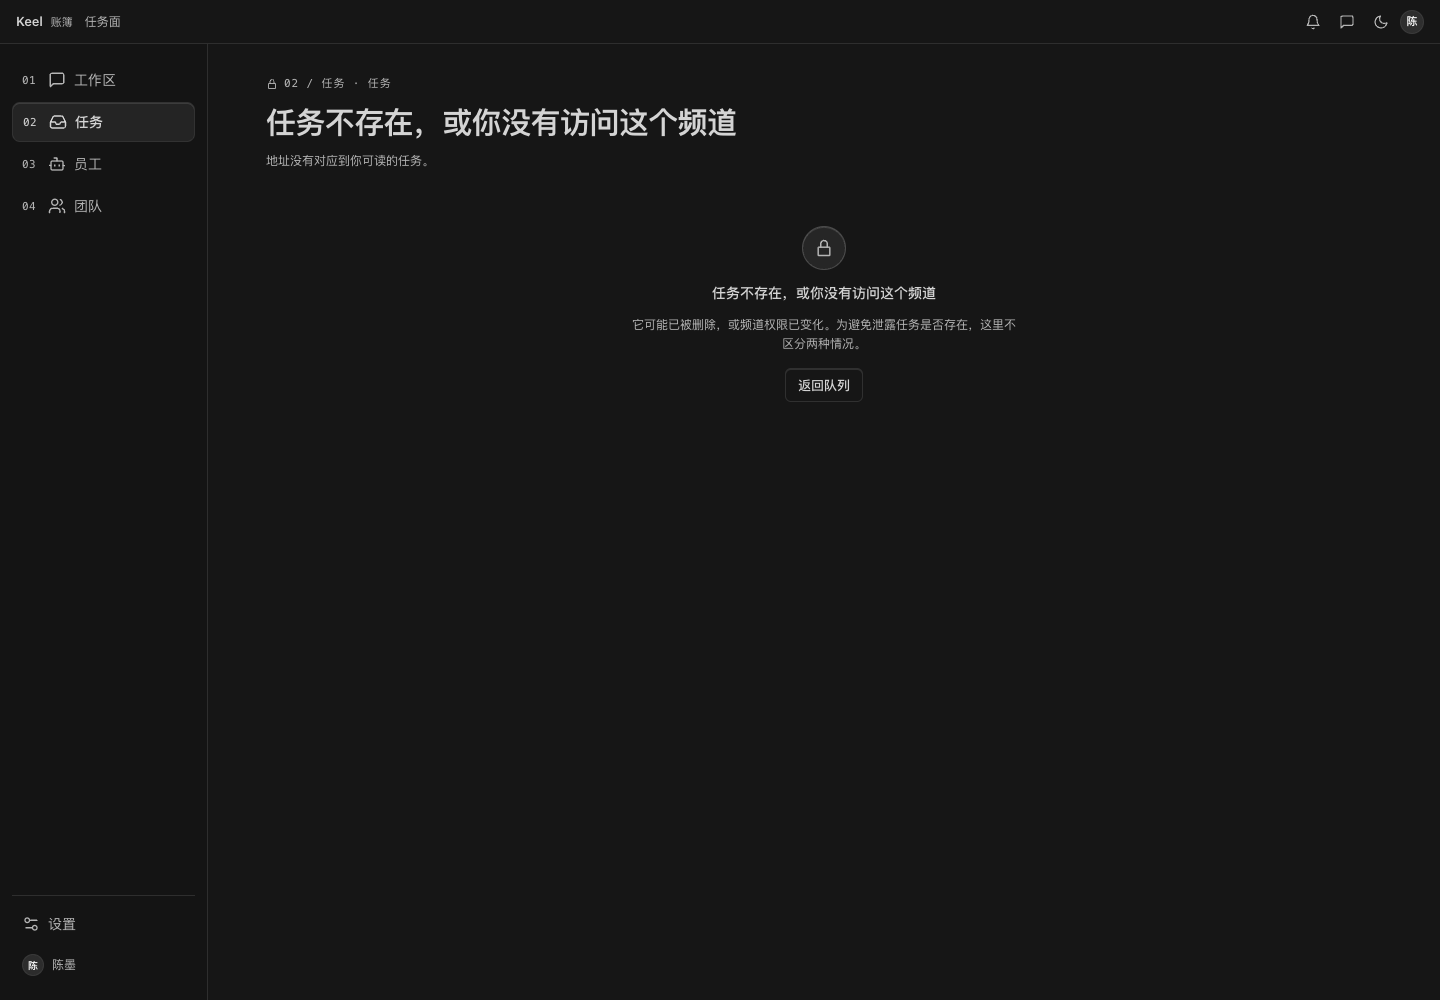 Keel 账簿 任务面
陈
01 工作区
02 任务
03 员工
04 团队
02 / 任务 · 任务
任务不存在，或你没有访问这个频道
地址没有对应到你可读的任务。
任务不存在，或你没有访问这个频道
它可能已被删除，或频道权限已变化。为避免泄露任务是否存在，这里不
区分两种情况。
返回队列
设置
陈 陈墨